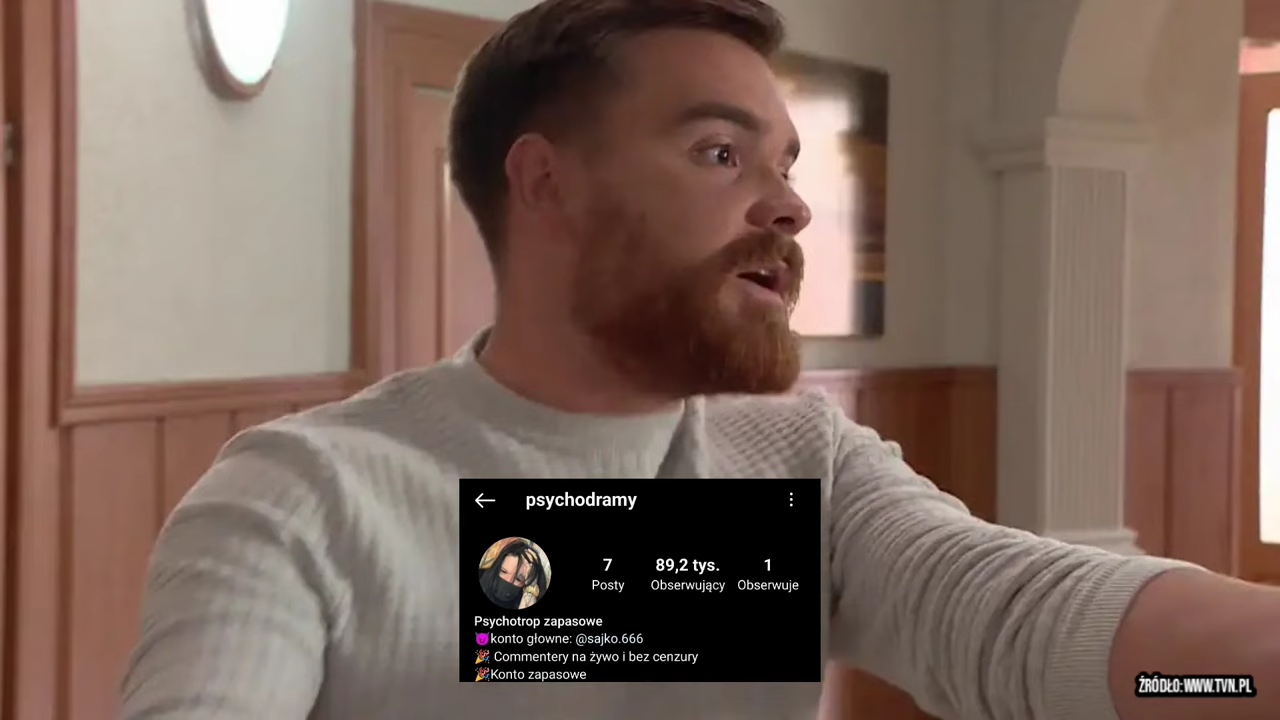 psychodramy
7 89,2 tys. 1
Posty Obserwujący Obserwuje
Psychotrop zapasowe
😈konto głowne: @sajko.666
🎉 Commentery na żywo i bez cenzury
🎉Konto zapasowe
ŹRÓDŁO:WWW.TVN.PL